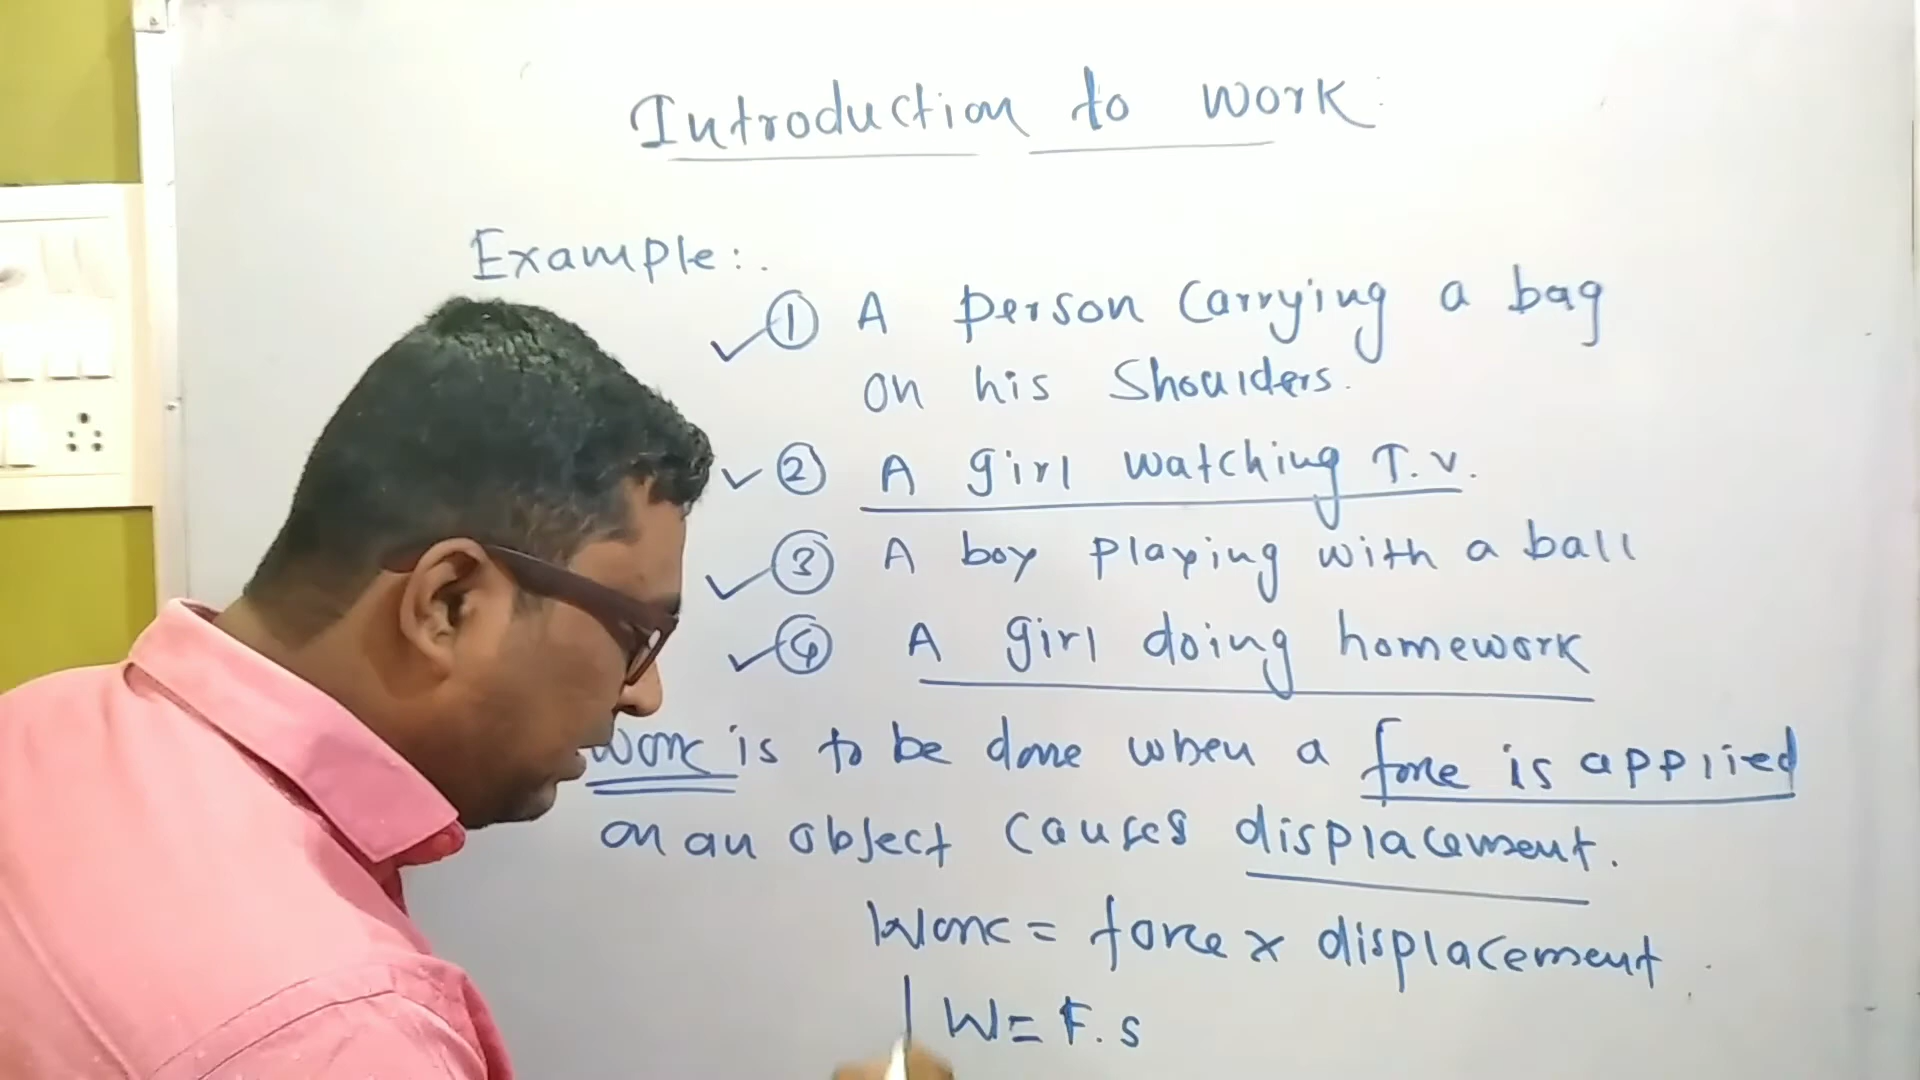 Introduction to work:
Example:.
① A person carrying a bag
on his shoulders.
② A girl watching T.V.
③ A boy playing with a ball
④ A girl doing homework
Work is to be done when a force is applied
on an object causes displacement.
Work = force x displacement
W = F.s